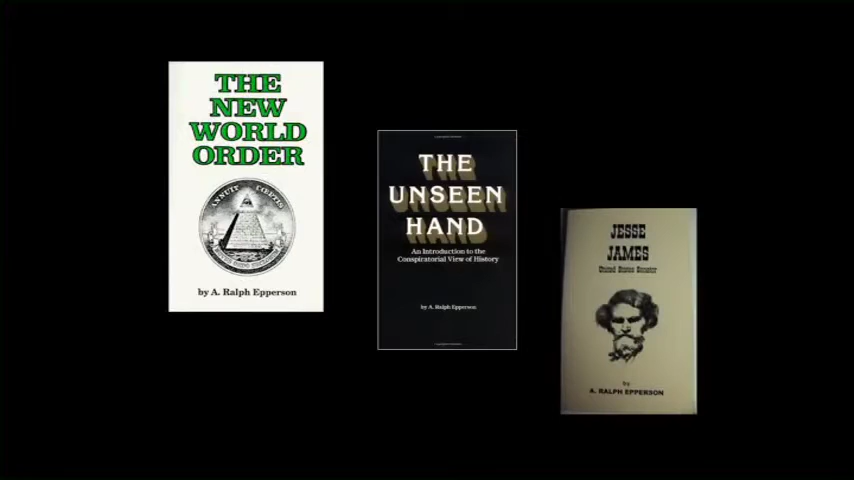 THE
NEW
WORLD
ORDER
ANNUIT CŒPTIS
by A. Ralph Epperson
THE
UNSEEN
HAND
An Introduction to the
Conspiratorial View of History
by A. Ralph Epperson
JESSE
JAMES
United States Senator
by
A. RALPH EPPERSON